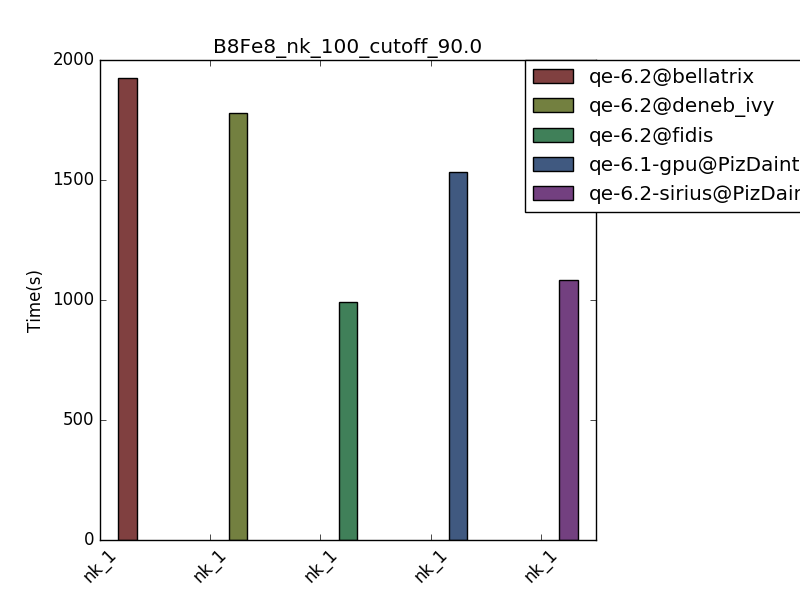 B8Fe8_nk_100_cutoff_90.0
2000
1500
1000
500
0
Time(s)
nk_1
nk_1
nk_1
nk_1
nk_1
qe-6.2@bellatrix
qe-6.2@deneb_ivy
qe-6.2@fidis
qe-6.1-gpu@PizDaint
qe-6.2-sirius@PizDain